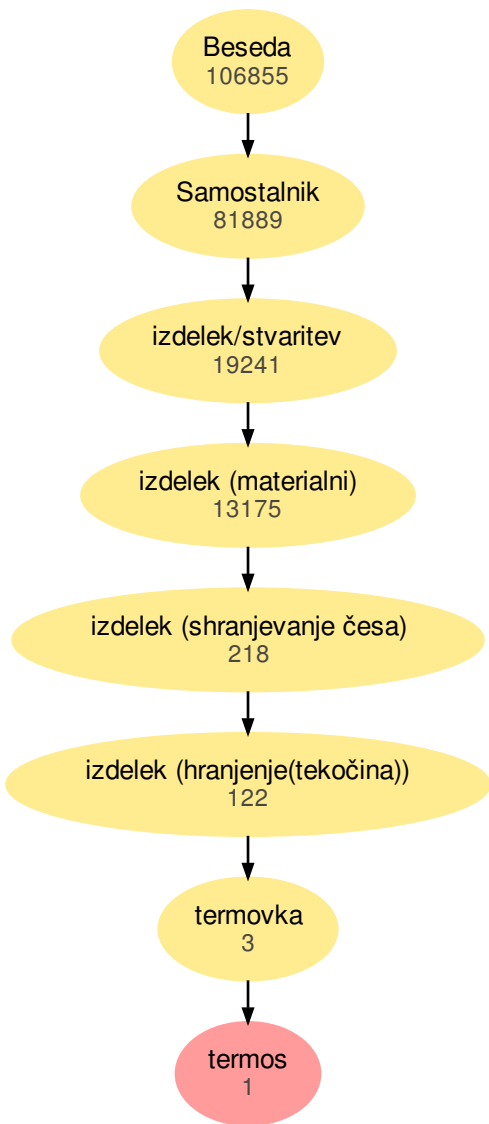 Beseda
106855
Samostalnik
81889
izdelek/stvaritev
19241
izdelek (materialni)
13175
izdelek (shranjevanje česa)
218
izdelek (hranjenje(tekočina))
122
termovka
3
termos
1